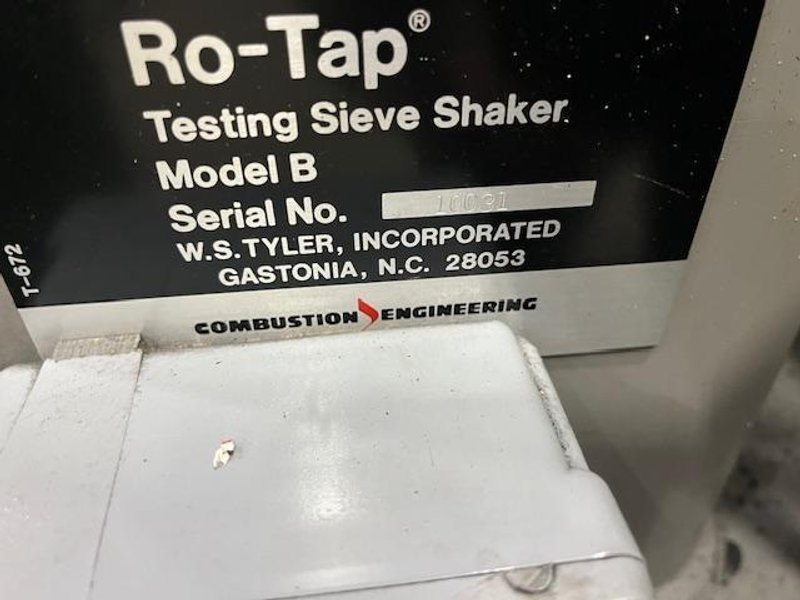 Ro-Tap®
Testing Sieve Shaker
Model B
Serial No.
W.S.TYLER, INCORPORATED
GASTONIA, N.C. 28053
T-672
COMBUSTION ENGINEERING